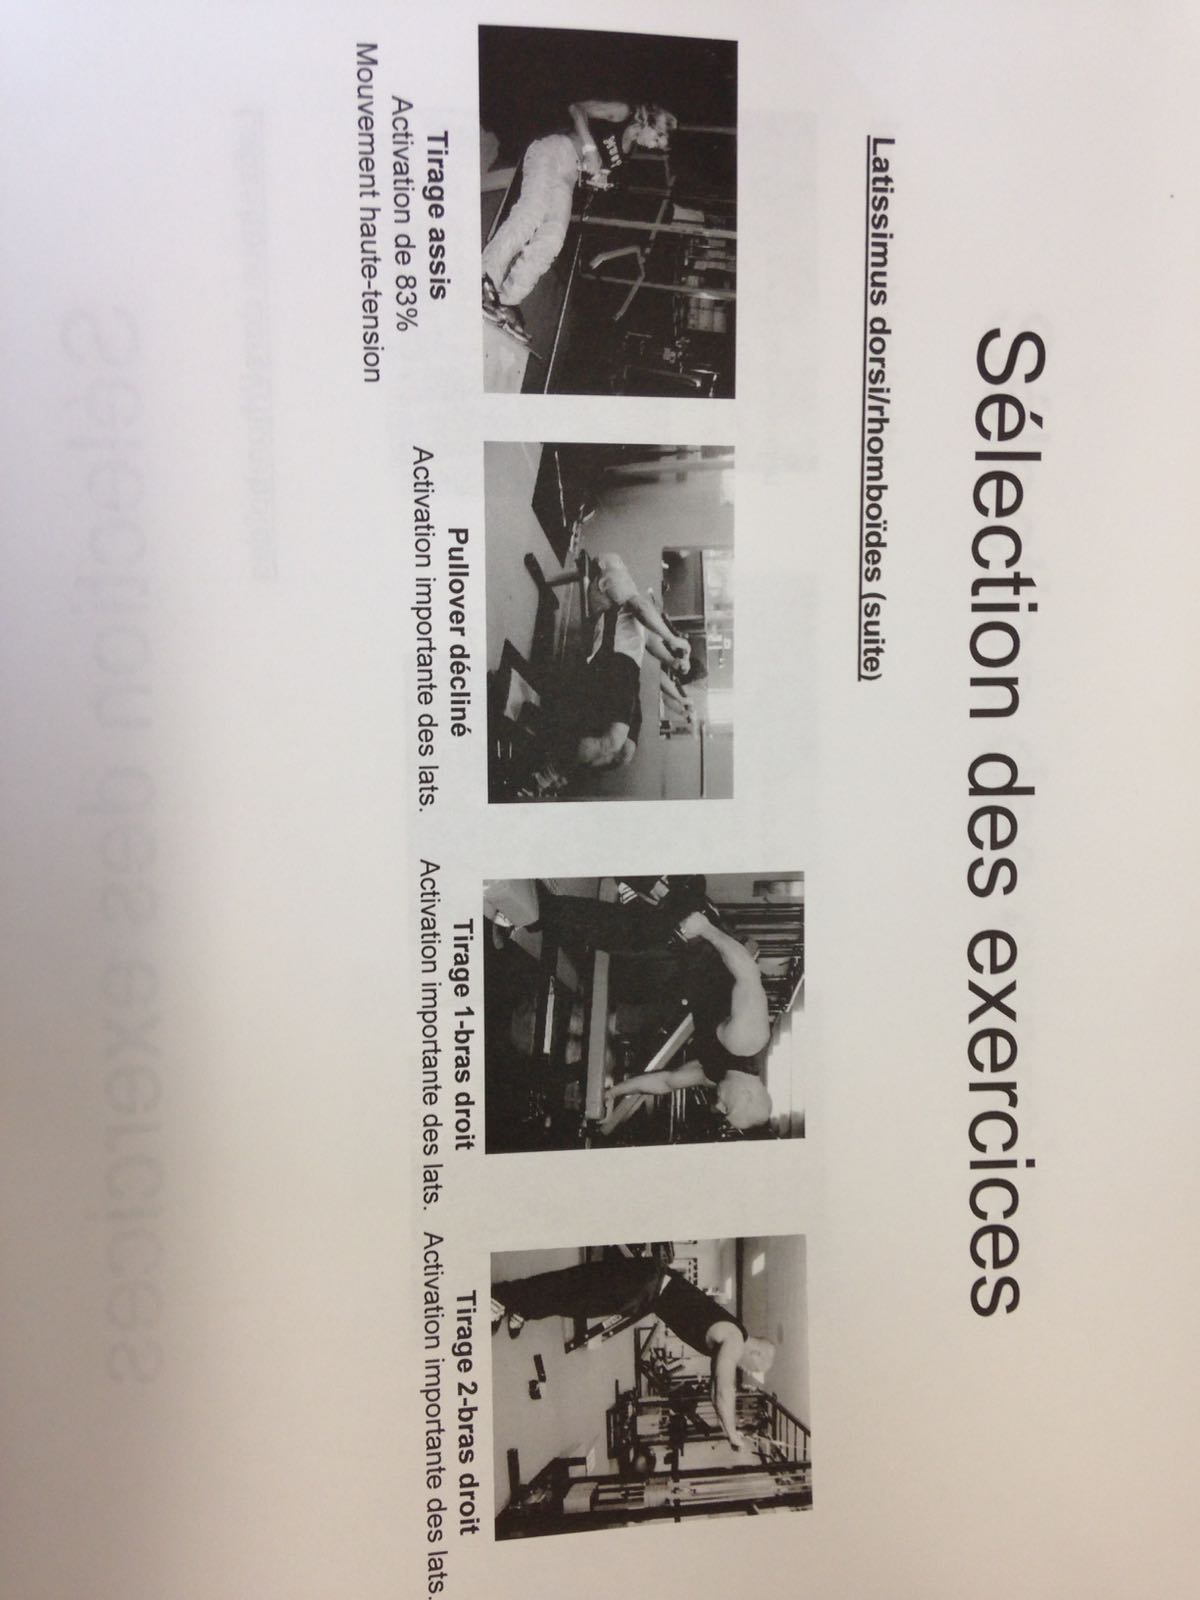 Sélection des exercices
Latissimus dorsi/rhomboïdes (suite)
Tirage assis
Activation de 83%
Mouvement haute-tension
Pullover décliné
Activation importante des lats.
Tirage 1-bras droit
Activation importante des lats.
Tirage 2-bras droit
Activation importante des lats.